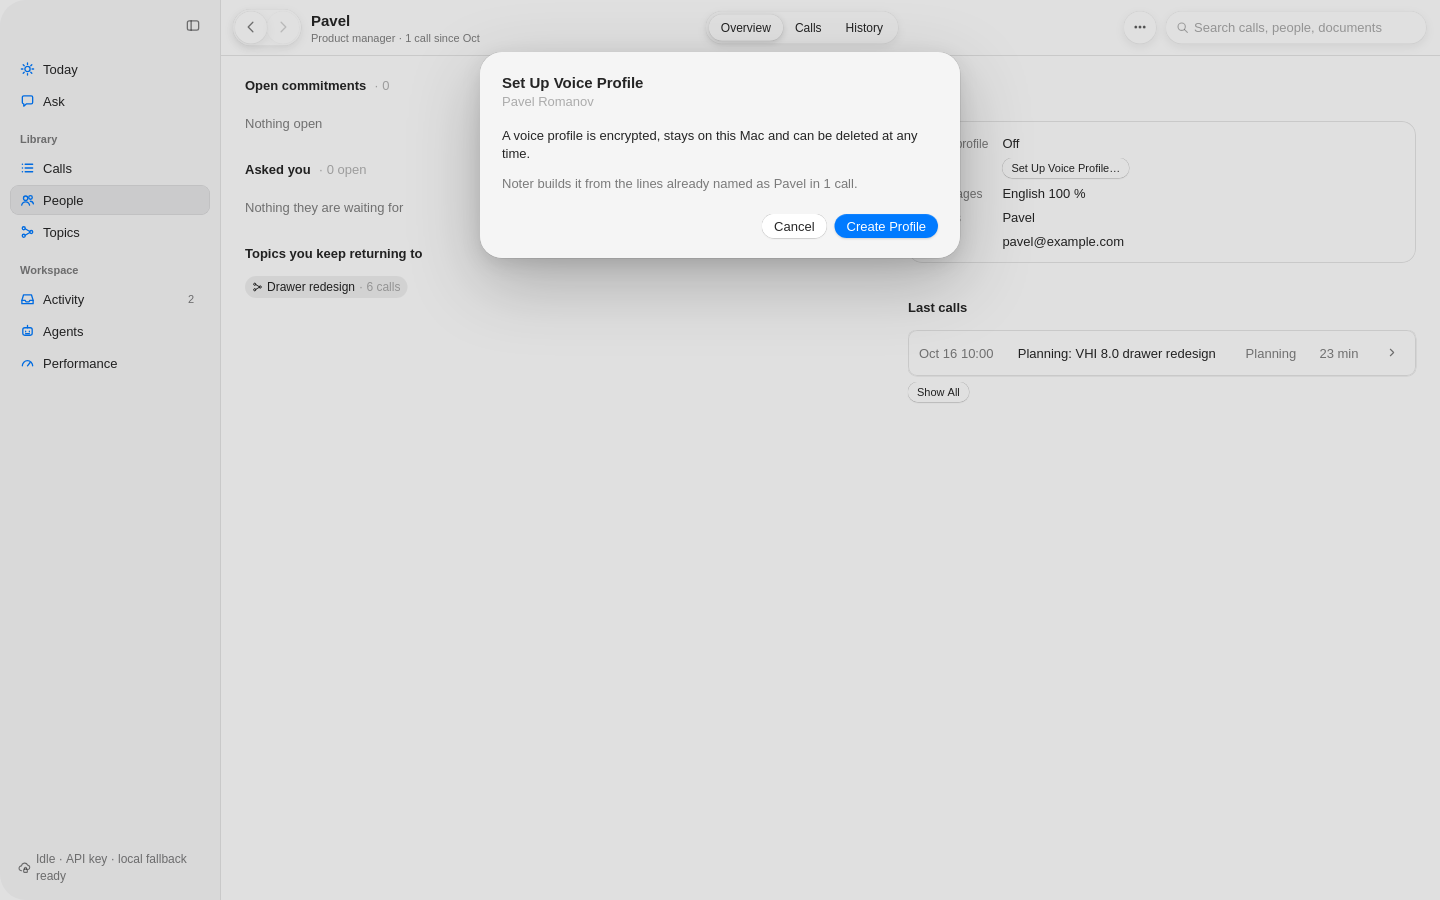 Pavel
Product manager · 1 call since Oct
Overview
Calls
History
Search calls, people, documents
Today
Ask
Library
Calls
People
Topics
Workspace
Activity 2
Agents
Performance
Idle · API key · local fallback
ready
Open commitments · 0
Nothing open
Asked you · 0 open
Nothing they are waiting for
Topics you keep returning to
Drawer redesign · 6 calls
Set Up Voice Profile
Pavel Romanov
A voice profile is encrypted, stays on this Mac and can be deleted at any
time.
Noter builds it from the lines already named as Pavel in 1 call.
Cancel
Create Profile
Off
Set Up Voice Profile…
English 100 %
Pavel
pavel@example.com
Last calls
Oct 16 10:00 Planning: VHI 8.0 drawer redesign Planning 23 min
Show All